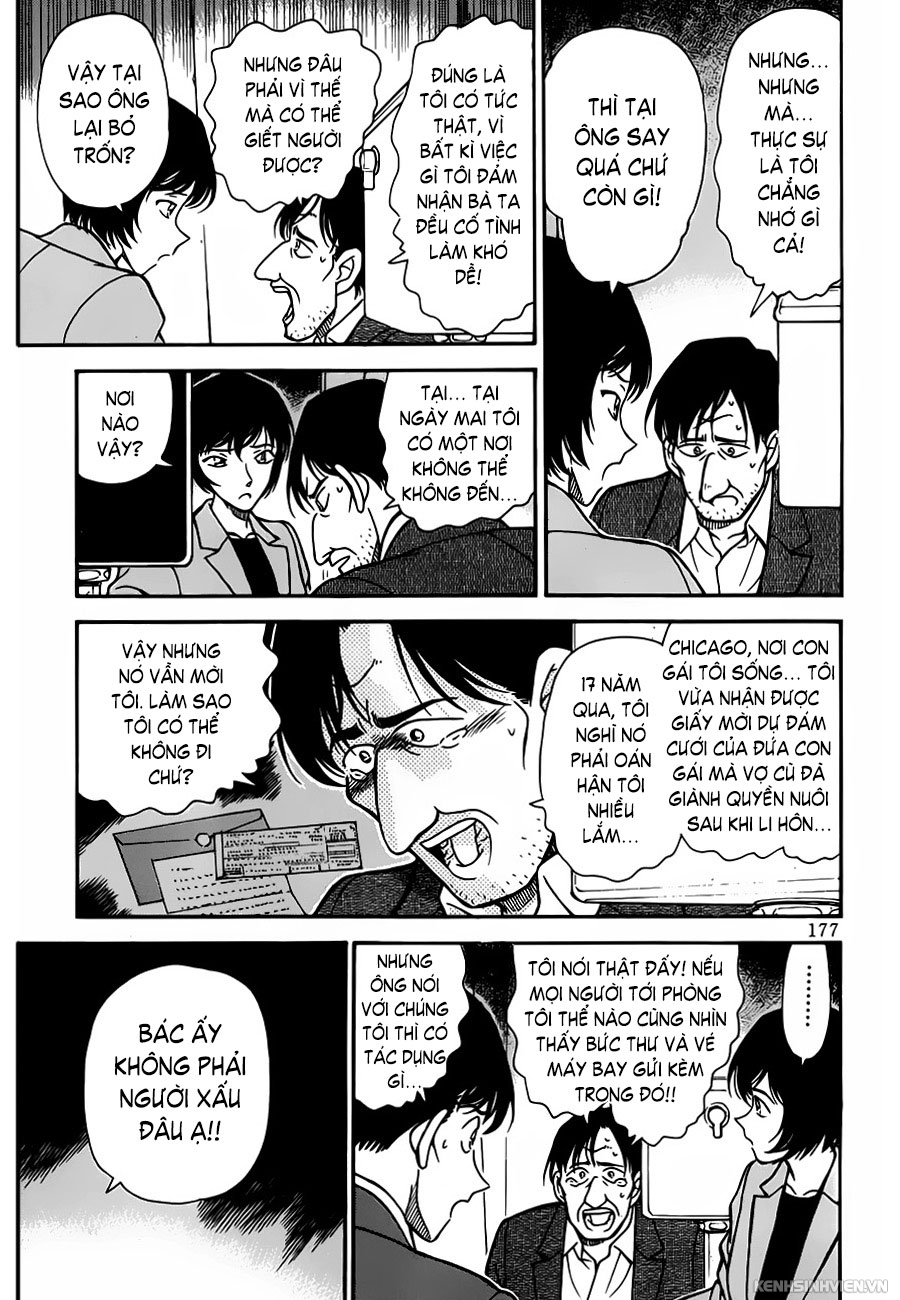 NHƯNG...
NHƯNG
MÀ...
THỰC SỰ
LÀ TÔI
CHẲNG
NHỚ GÌ
CẢ!
THÌ TẠI
ÔNG SAY
QUÁ CHỨ
CÒN GÌ!
ĐÚNG LÀ
TÔI CÓ TỨC
THẬT, VÌ
BẤT KÌ VIỆC
GÌ TÔI ĐẢM
NHẬN BÀ TA
ĐỀU CỐ TÌNH
LÀM KHÓ
DỄ!
NHƯNG ĐÂU
PHẢI VÌ THẾ
MÀ CÓ THỂ
GIẾT NGƯỜI
ĐƯỢC?
VẬY TẠI
SAO ÔNG
LẠI BỎ
TRỐN?
TẠI... TẠI
NGÀY MAI TÔI
CÓ MỘT NƠI
KHÔNG THỂ
KHÔNG ĐẾN...
NƠI
NÀO
VẬY?
CHICAGO, NƠI CON
GÁI TÔI SỐNG... TÔI
VỪA NHẬN ĐƯỢC
GIẤY MỜI DỰ ĐÁM
CƯỚI CỦA ĐỨA CON
GÁI MÀ VỢ CŨ ĐÃ
GIÀNH QUYỀN NUÔI
SAU KHI LI HÔN...
17 NĂM
QUA, TÔI
NGHĨ NÓ
PHẢI OÁN
HẬN TÔI
NHIỀU
LẮM...
VẬY NHƯNG
NÓ VẪN MỜI
TÔI. LÀM SAO
TÔI CÓ THỂ
KHÔNG ĐI
CHỨ?
177
.........
TÔI NÓI THẬT ĐẤY! NẾU
MỌI NGƯỜI TỚI PHÒNG
TÔI THỂ NÀO CŨNG NHÌN
THẤY BỨC THƯ VÀ VÉ
MÁY BAY GỬI KÈM
TRONG ĐÓ!!
NHƯNG
ÔNG NÓI
VỚI CHÚNG
TÔI THÌ CÓ
TÁC DỤNG
GÌ...
BÁC ẤY
KHÔNG PHẢI
NGƯỜI XẤU
ĐÂU Ạ!!
KENHSINHVIEN.VN